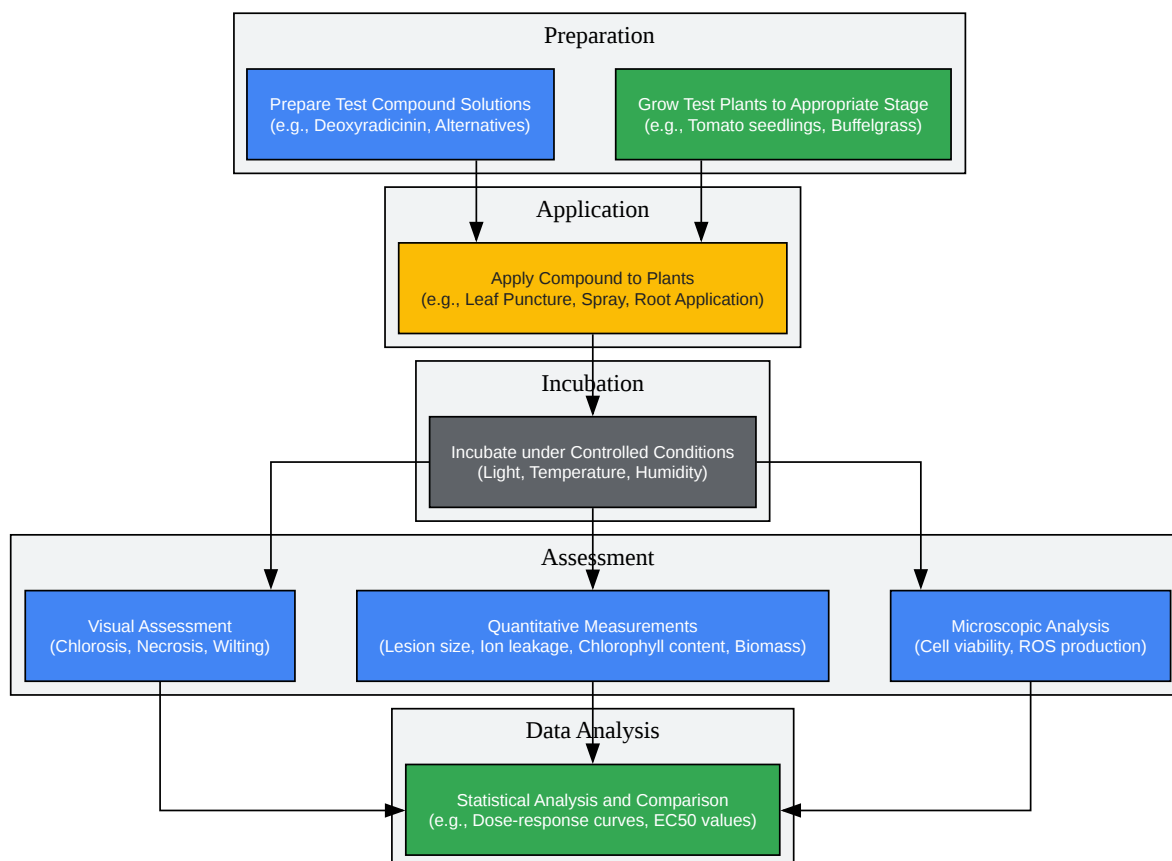 Preparation
Prepare Test Compound Solutions
(e.g., Deoxyradicinin, Alternatives)
Grow Test Plants to Appropriate Stage
(e.g., Tomato seedlings, Buffelgrass)
Application
Apply Compound to Plants
(e.g., Leaf Puncture, Spray, Root Application)
Incubation
Incubate under Controlled Conditions
(Light, Temperature, Humidity)
Assessment
Visual Assessment
(Chlorosis, Necrosis, Wilting)
Quantitative Measurements
(Lesion size, Ion leakage, Chlorophyll content, Biomass)
Microscopic Analysis
(Cell viability, ROS production)
Data Analysis
Statistical Analysis and Comparison
(e.g., Dose-response curves, EC50 values)